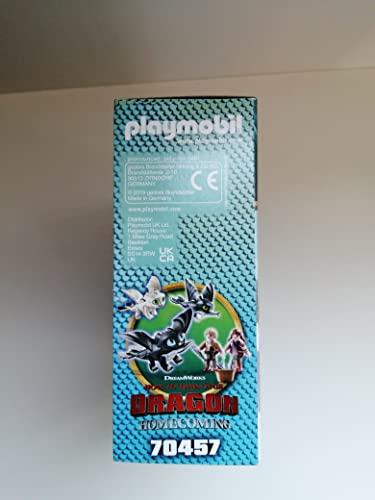 playmobil
geobra Brandstätter Stiftung & Co. KG
Brandstätterstr. 2-10
90513 ZIRNDORF
GERMANY
CE
© 2019 geobra Brandstätter
Made in Germany
www.playmobil.com
Distributor:
Playmobil UK Ltd.
Regency House
1 Miles Gray Road
Basildon
Essex
SS14 3RW
UK
UK
CA
DREAMWORKS
HOW TO TRAIN YOUR
DRAGON
HOMECOMING
70457